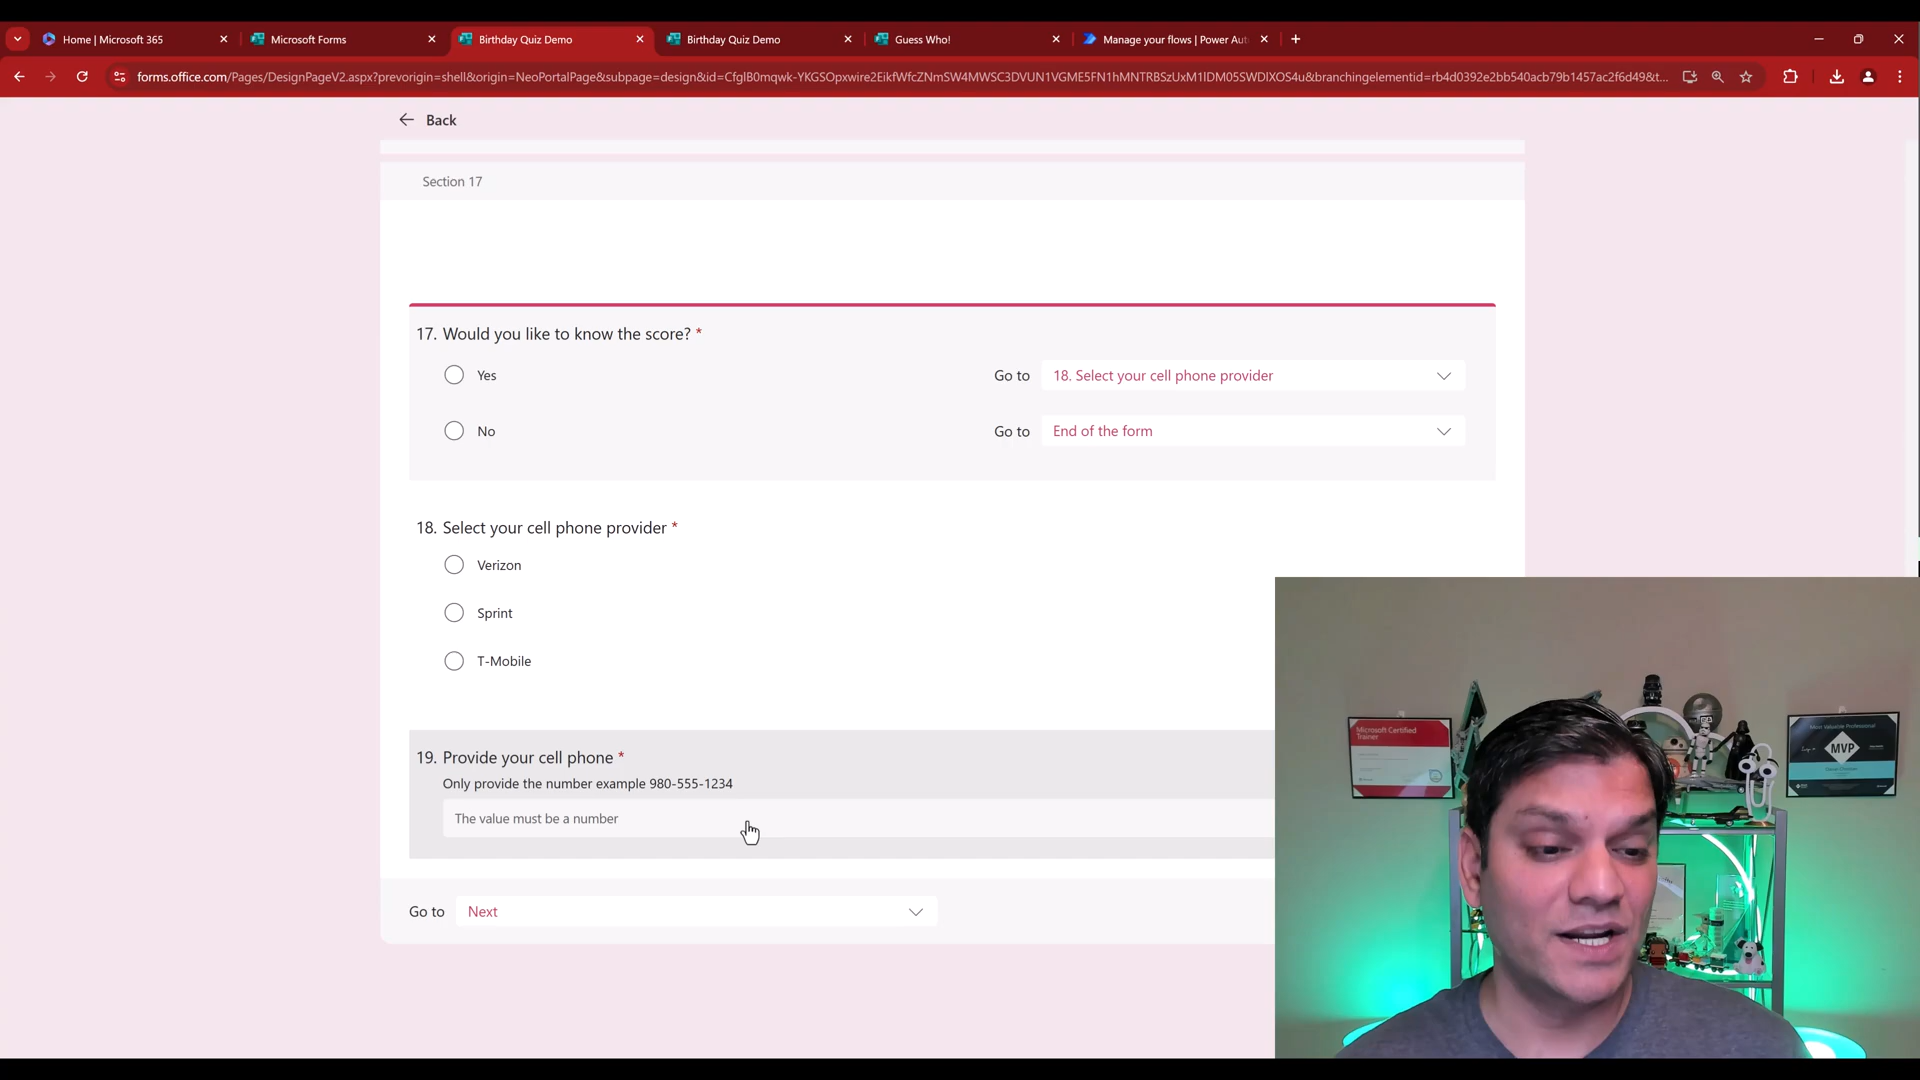 Home | Microsoft 365
Microsoft Forms
Birthday Quiz Demo
Birthday Quiz Demo
Guess Who!
Manage your flows | Power Aut
forms.office.com/Pages/DesignPageV2.aspx?prevorigin=shell&origin=NeoPortalPage&subpage=design&id=CfglB0mqwk-YKGSOpxwire2EikfWfcZNmSW4MWSC3DVUN1VGME5FN1hMNTRBSzUxM1lDM05SWDlXOS4u&branchingelementid=rb4d0392e2bb540acb79b1457ac2f6d49&t...
Back
Section 17
17. Would you like to know the score? *
Yes
Go to
18. Select your cell phone provider
No
Go to
End of the form
18. Select your cell phone provider *
Verizon
Sprint
T-Mobile
19. Provide your cell phone *
Only provide the number example 980-555-1234
The value must be a number
Go to
Next
Microsoft Certified
Trainer
Most Valuable Professional
MVP